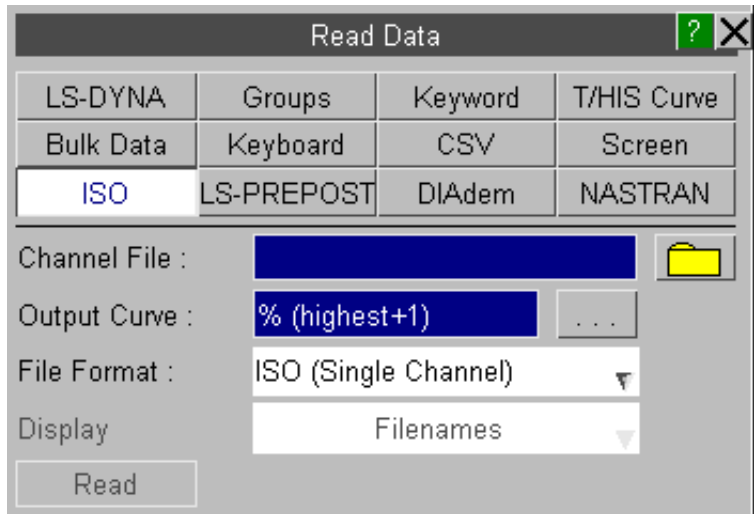 Read Data ?
LS-DYNA Groups Keyword T/HIS Curve
Bulk Data Keyboard CSV Screen
ISO LS-PREPOST DIAdem NASTRAN
Channel File :
Output Curve : % (highest+1) . . .
File Format : ISO (Single Channel)
Display Filenames
Read